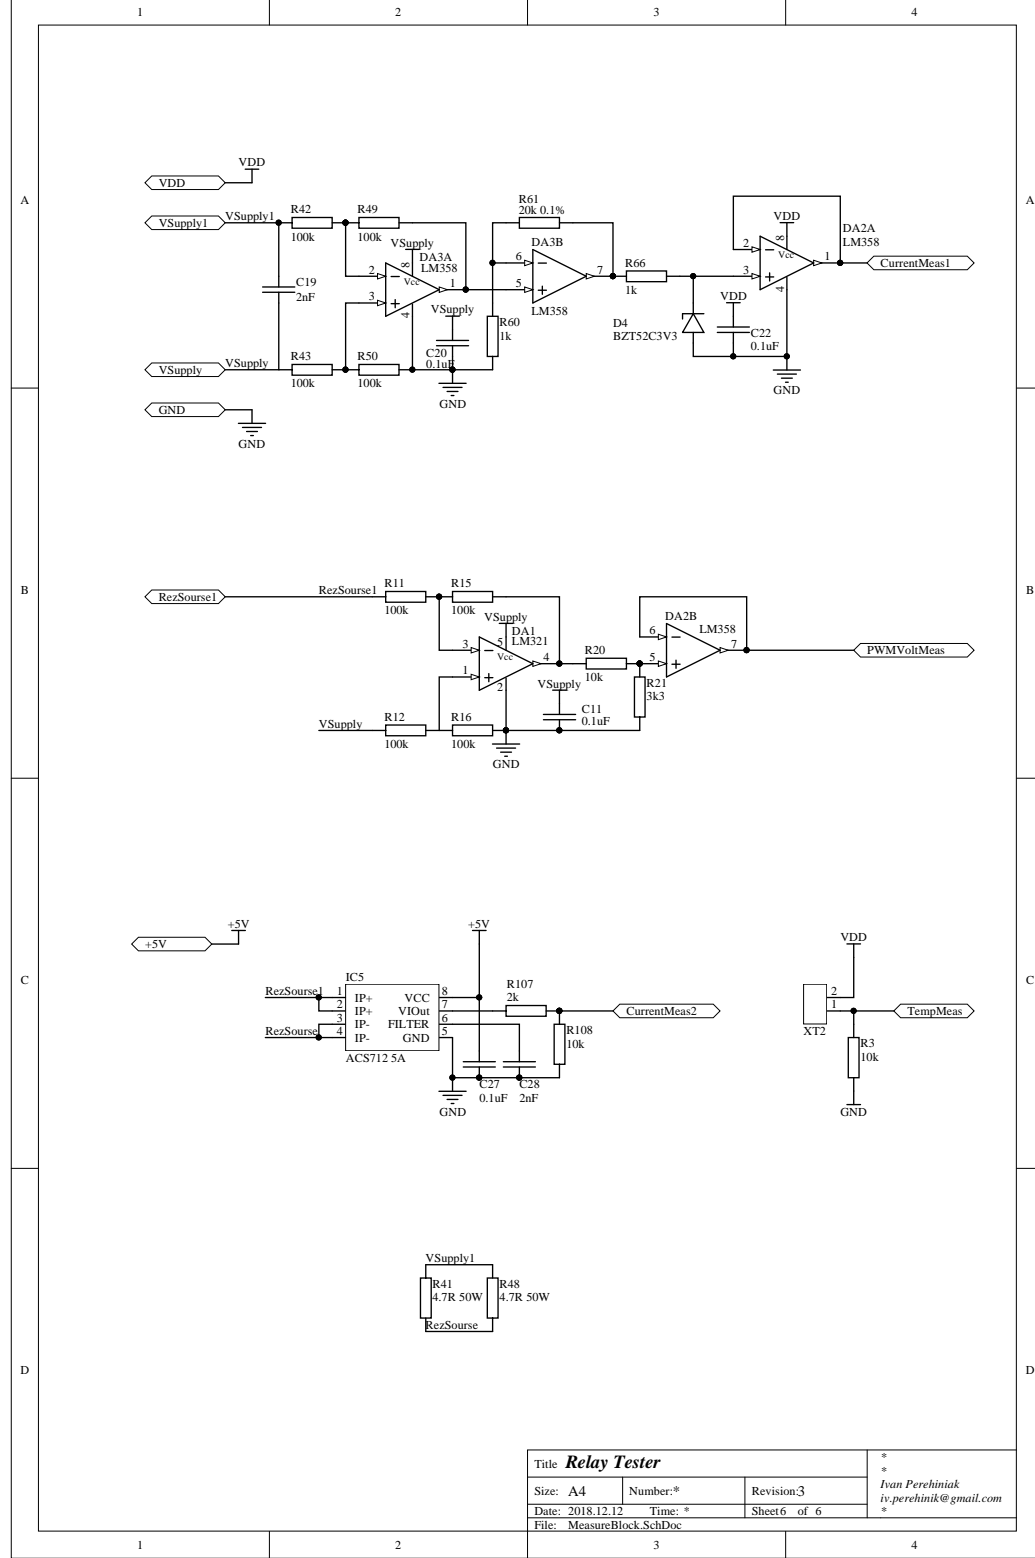 1 2 3 4
A A
VDD
VDD
VSupply1 VSupply1 R42 R49
100k 100k
R61
20k 0.1%
VSupply
DA3A
LM358
8
Vcc
2
3
1
4
C19
2nF
DA3B
6
5
7
LM358
R66
1k
VDD
8
Vcc
DA2A
LM358
2
3
1
4
CurrentMeas1
VSupply
C20
0.1uF
R60
1k
D4
BZT52C3V3
VDD
C22
0.1uF
VSupply VSupply R43 R50
100k 100k
GND
GND
GND
GND
B B
RezSourse1 RezSourse1 R11 R15
100k 100k
VSupply
DA1
LM321
5
Vcc
3
1
4
2
R20
10k
DA2B
LM358
6
5
7
PWMVoltMeas
VSupply
C11
0.1uF
R21
3k3
VSupply R12 R16
100k 100k
GND
C C
+5V
+5V
+5V
IC5
RezSourse1 1 IP+ VCC 8
2 IP+ VIOut 7
3 IP- FILTER 6
RezSourse 4 IP- GND 5
ACS712 5A
R107
2k
CurrentMeas2
R108
10k
C27
0.1uF
C28
2nF
GND
VDD
2
1
XT2
TempMeas
R3
10k
GND
D D
VSupply1
R41
4.7R 50W
R48
4.7R 50W
RezSourse
Title Relay Tester
Size: A4 Number:* Revision:3
Date: 2018.12.12 Time: * Sheet6 of 6
File: MeasureBlock.SchDoc
*
*
Ivan Perehiniak
iv.perehinik@gmail.com
*
1 2 3 4